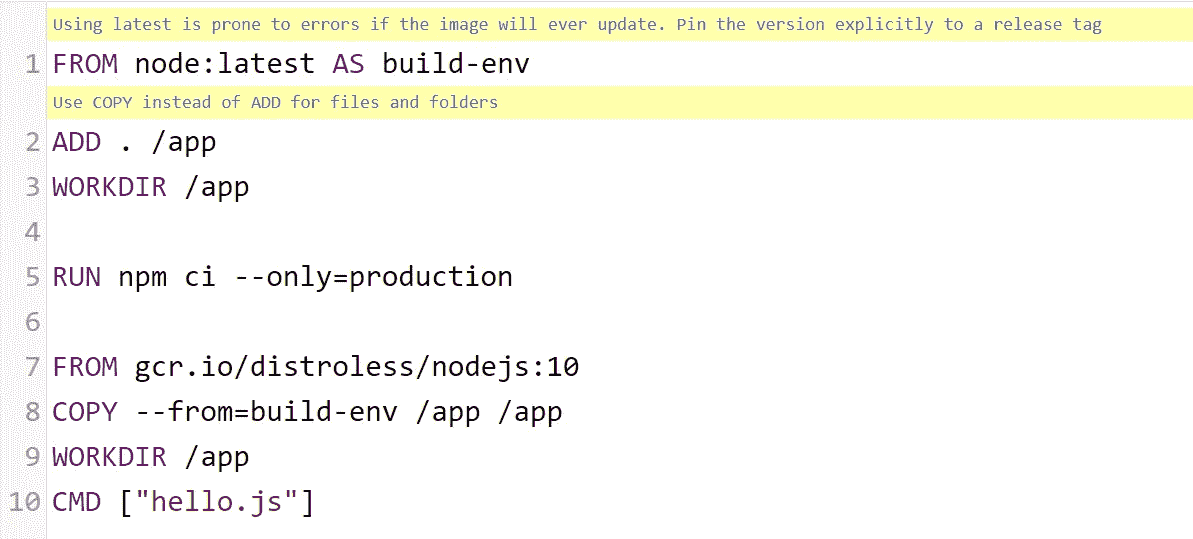 Using latest is prone to errors if the image will ever update. Pin the version explicitly to a release tag
1 FROM node:latest AS build-env
Use COPY instead of ADD for files and folders
2 ADD . /app
3 WORKDIR /app
4
5 RUN npm ci --only=production
6
7 FROM gcr.io/distroless/nodejs:10
8 COPY --from=build-env /app /app
9 WORKDIR /app
10 CMD ["hello.js"]